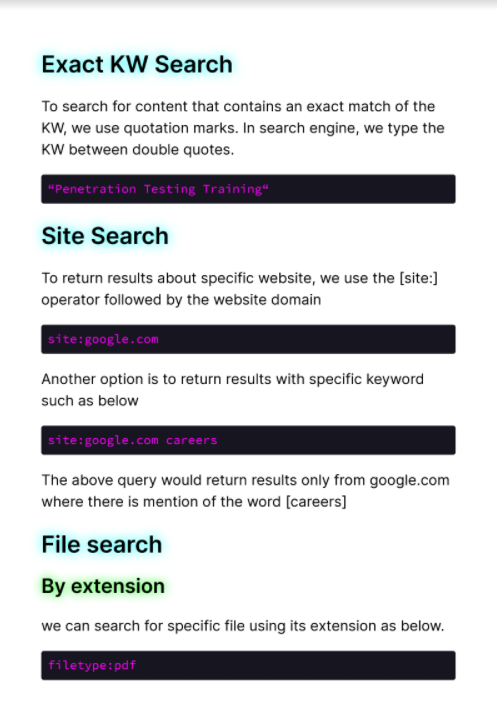 Exact KW Search
To search for content that contains an exact match of the
KW, we use quotation marks. In search engine, we type the
KW between double quotes.
“Penetration Testing Training“
Site Search
To return results about specific website, we use the [site:]
operator followed by the website domain
site:google.com
Another option is to return results with specific keyword
such as below
site:google.com careers
The above query would return results only from google.com
where there is mention of the word [careers]
File search
By extension
we can search for specific file using its extension as below.
filetype:pdf